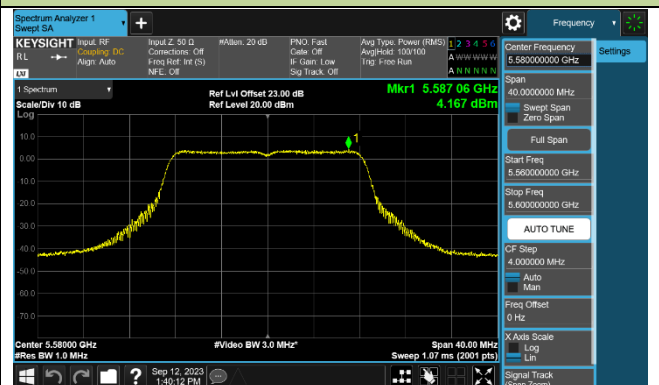 Spectrum Analyzer 1
Swept SA
Frequency
KEYSIGHT
RL
LXI
Input: RF
Coupling: DC
Align: Auto
Input Z: 50 Ω
Corrections: Off
Freq Ref: Int (S)
NFE: Off
#Atten: 20 dB
PNO: Fast
Gate: Off
IF Gain: Low
Sig Track: Off
Avg Type: Power (RMS)
Avg|Hold: 100/100
Trig: Free Run
1 2 3 4 5 6
A W W W W W
A N N N N N
1 Spectrum
Scale/Div 10 dB
Log
Ref Lvl Offset 23.00 dB
Ref Level 20.00 dBm
Mkr1 5.587 06 GHz
4.167 dBm
1
10.0
0.00
-10.0
-20.0
-30.0
-40.0
-50.0
-60.0
-70.0
Center 5.58000 GHz
#Res BW 1.0 MHz
#Video BW 3.0 MHz*
Span 40.00 MHz
Sweep 1.07 ms (2001 pts)
Sep 12, 2023
1:40:12 PM
Center Frequency
5.580000000 GHz
Span
40.0000000 MHz
Swept Span
Zero Span
Full Span
Start Freq
5.560000000 GHz
Stop Freq
5.600000000 GHz
AUTO TUNE
CF Step
4.000000 MHz
Auto
Man
Freq Offset
0 Hz
X Axis Scale
Log
Lin
Signal Track
(Span Zoom)
Settings